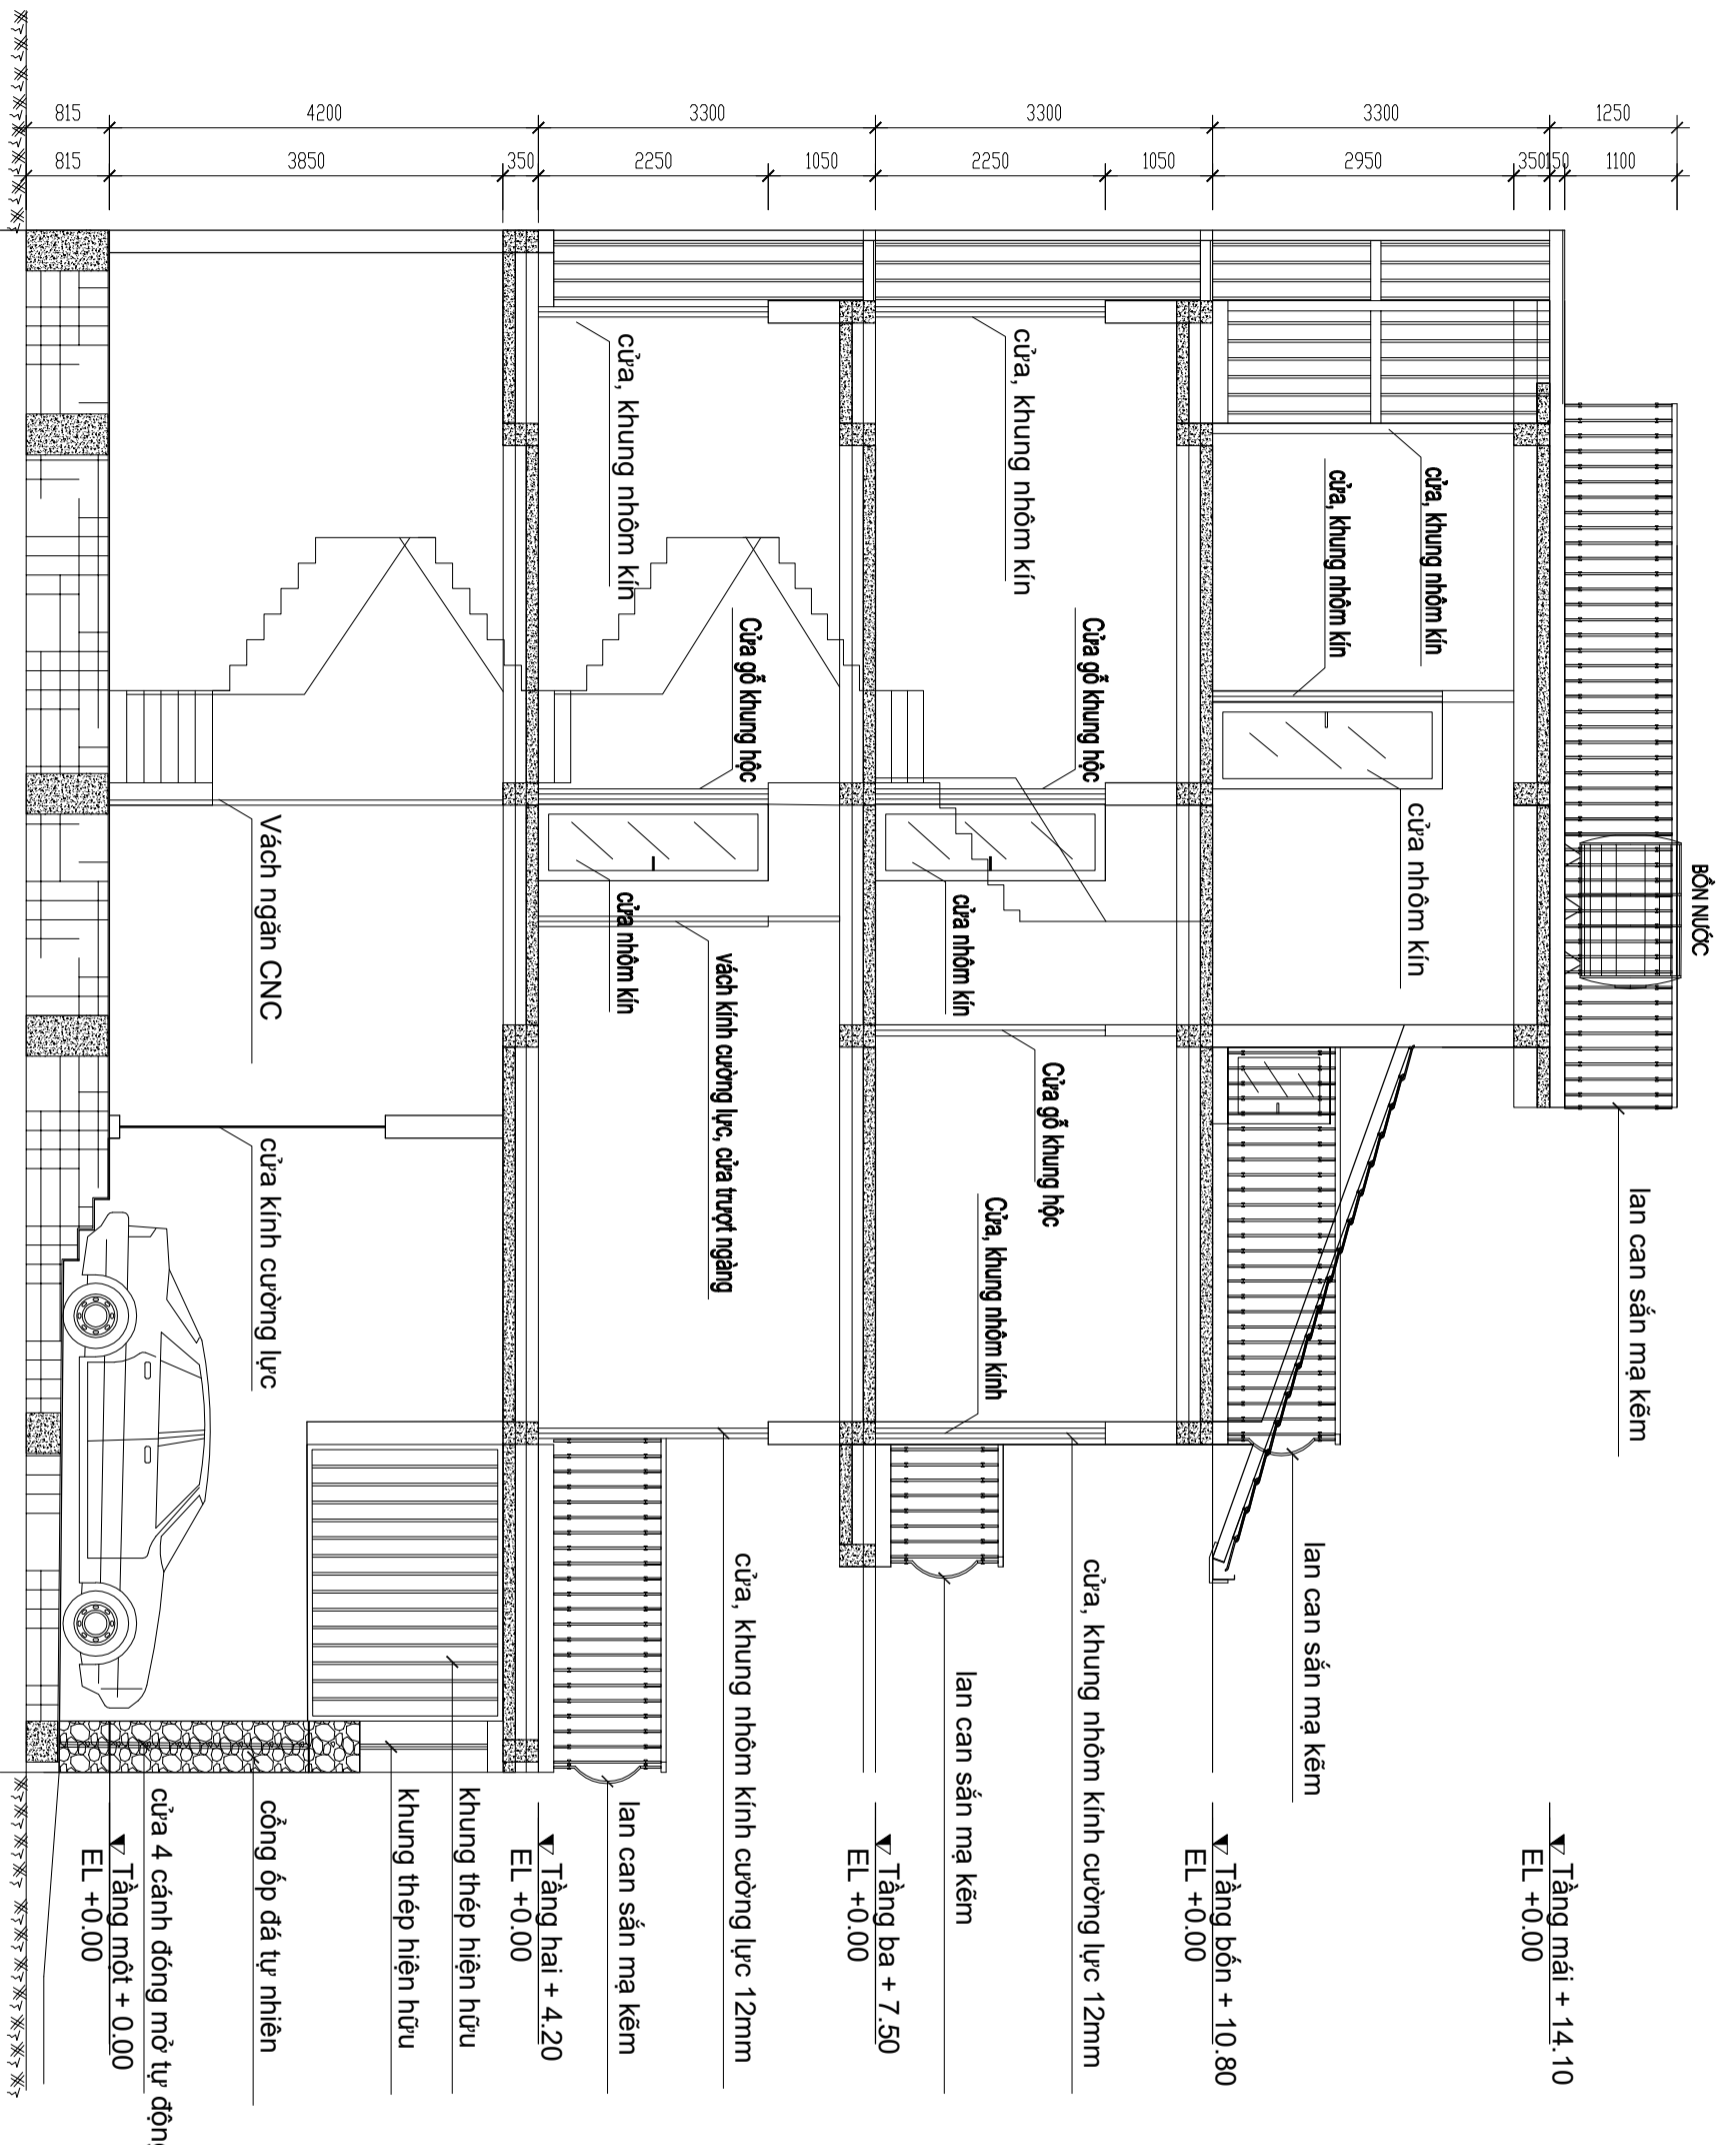 815
4200
3300
3300
3300
1250
815
3850
350
2250
1050
2250
1050
2950
350
150
1100
BỒN NƯỚC
lan can sắn mạ kẽm
cửa, khung nhôm kín
cửa, khung nhôm kín
cửa nhôm kín
lan can sắn mạ kẽm
Tầng mái + 14.10
EL +0.00
cửa, khung nhôm kín
Cửa gỗ khung hộc
cửa nhôm kín
Cửa gỗ khung hộc
Cửa, khung nhôm kính
cửa, khung nhôm kính cường lực 12mm
lan can sắn mạ kẽm
Tầng bốn + 10.80
EL +0.00
cửa, khung nhôm kín
Cửa gỗ khung hộc
cửa nhôm kín
vách kính cường lực, cửa trượt ngàng
cửa, khung nhôm kính cường lực 12mm
lan can sắn mạ kẽm
Tầng ba + 7.50
EL +0.00
Vách ngăn CNC
cửa kính cường lực
khung thép hiện hữu
khung thép hiện hữu
Tầng hai + 4.20
EL +0.00
cổng ốp đá tự nhiên
cửa 4 cánh đóng mở tự động
Tầng một + 0.00
EL +0.00